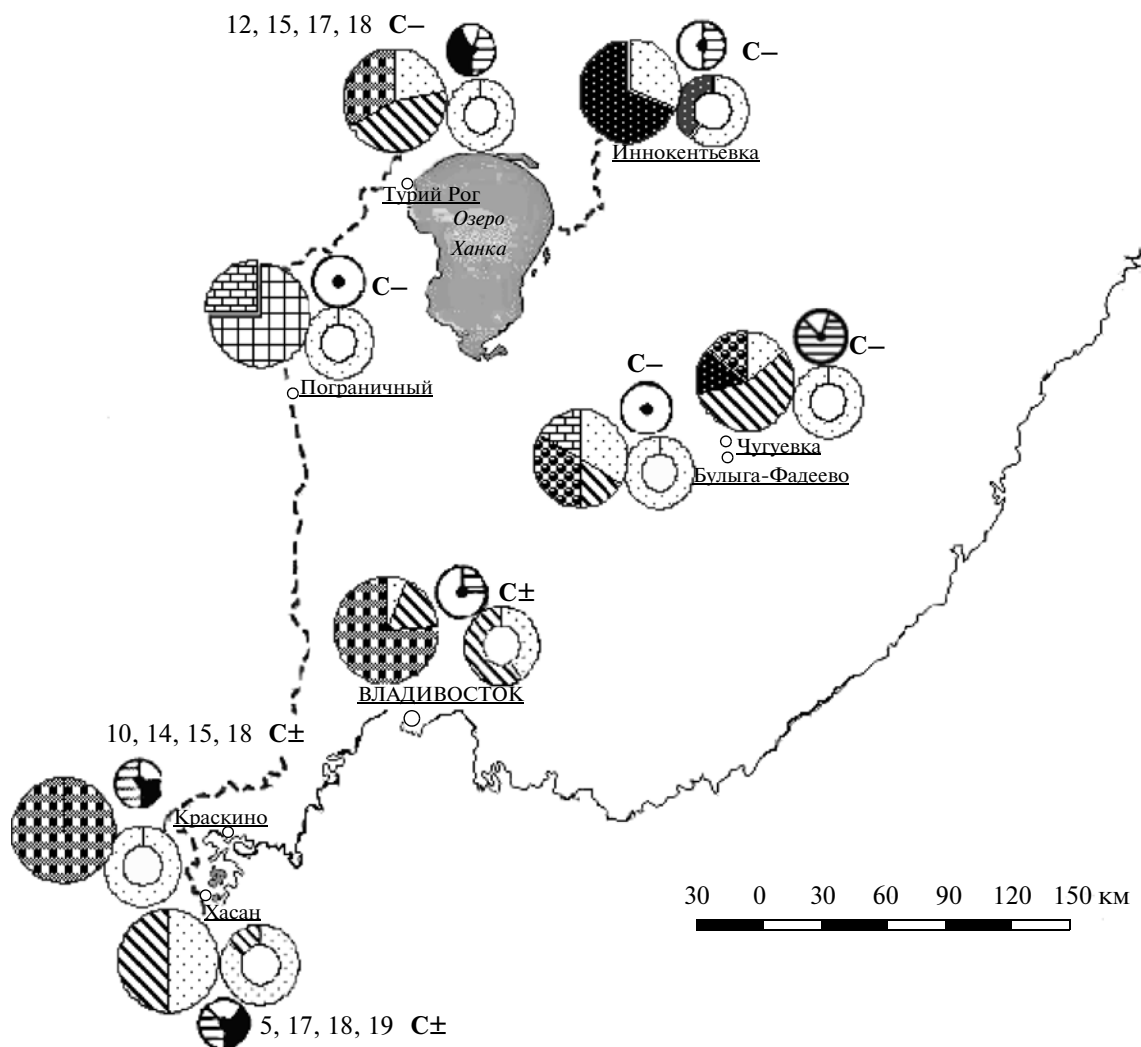 12, 15, 17, 18 C–
C–
Иннокентьевка
Турий Рог
Озеро
Ханка
C–
Пограничный
C–
C–
Чугуевка
Булыга-Фадеево
C±
ВЛАДИВОСТОК
10, 14, 15, 18 C±
Краскино
Хасан
30 0 30 60 90 120 150 км
5, 17, 18, 19 C±